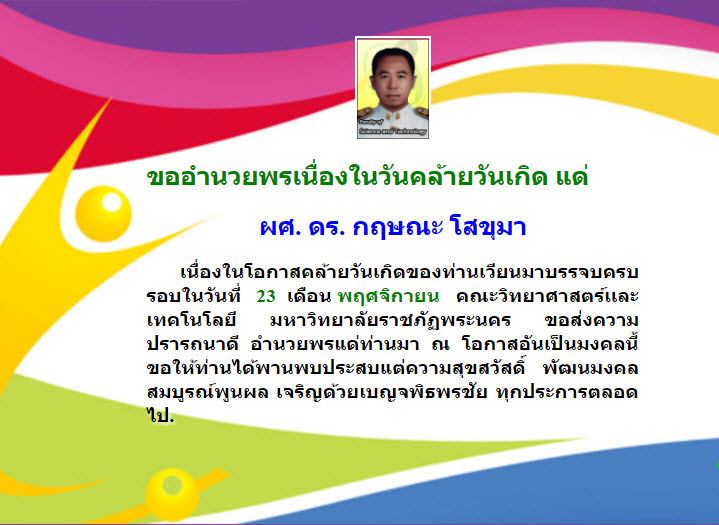 Faculty of
Science and Technology
ขออำนวยพรเนื่องในวันคล้ายวันเกิด แด่
ผศ. ดร. กฤษณะ โสขุมา
เนื่องในโอกาสคล้ายวันเกิดของท่านเวียนมาบรรจบครบ
รอบในวันที่ 23 เดือน พฤศจิกายน คณะวิทยาศาสตร์และ
เทคโนโลยี มหาวิทยาลัยราชภัฏพระนคร ขอส่งความ
ปรารถนาดี อำนวยพรแด่ท่านมา ณ โอกาสอันเป็นมงคลนี้
ขอให้ท่านได้พานพบประสบแต่ความสุขสวัสดิ์ พัฒนมงคล
สมบูรณ์พูนผล เจริญด้วยเบญจพิธพรชัย ทุกประการตลอด
ไป.